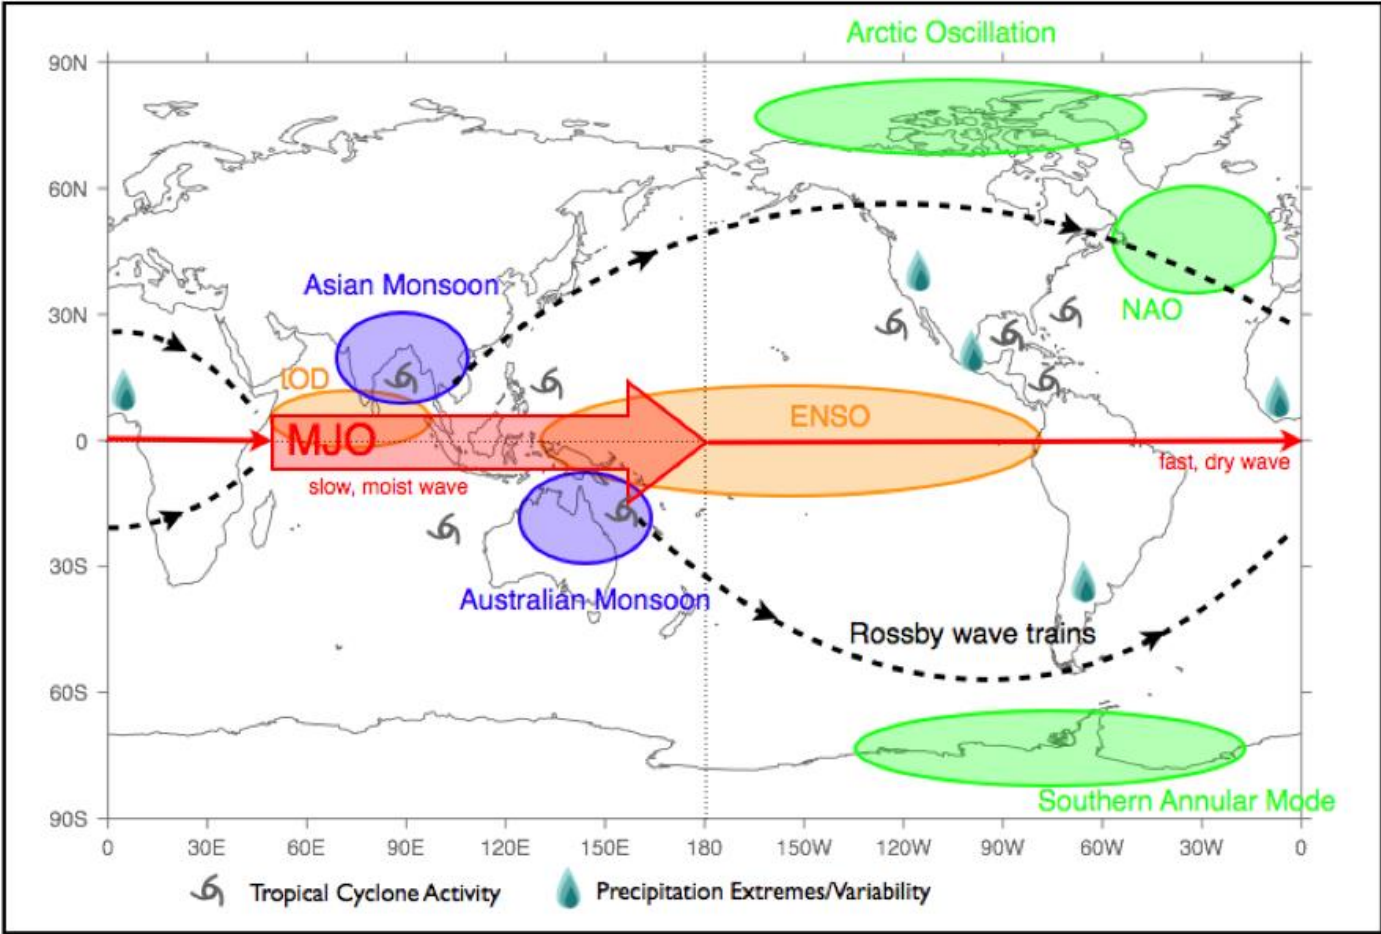 Arctic Oscillation
90N
60N
Asian Monsoon
30N
NAO
IOD
ENSO
0
MJO
fast, dry wave
slow, moist wave
30S
Australian Monsoon
Rossby wave trains
60S
Southern Annular Mode
90S
0 30E 60E 90E 120E 150E 180 150W 120W 90W 60W 30W 0
Tropical Cyclone Activity Precipitation Extremes/Variability